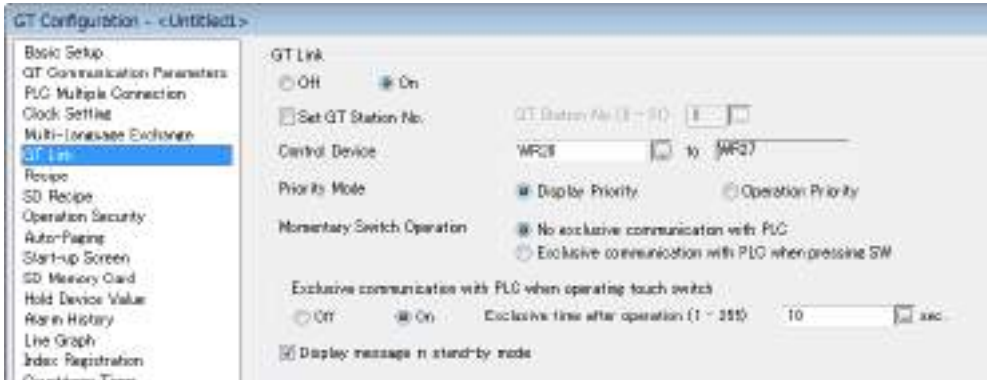 GT Configuration - <Untitled1>
Basic Setup
GT Communication Parameters
PLC Multiple Connection
Clock Setting
Multi-language Exchange
GT Link
Recipe
SD Recipe
Operation Security
Auto-Paging
Start-up Screen
SD Memory Card
Hold Device Value
Alarm History
Line Graph
Index Registration
GT Link
Off On
Set GT Station No. GT Station No.
Control Device to WR27
Priority Mode Display Priority Operation Priority
Momentary Switch Operation No exclusive communication with PLC
Exclusive communication with PLC when pressing SW
Exclusive communication with PLC when operating touch switch
Off On Exclusive time after operation (1 - 255) 10 sec.
Display message in stand-by mode